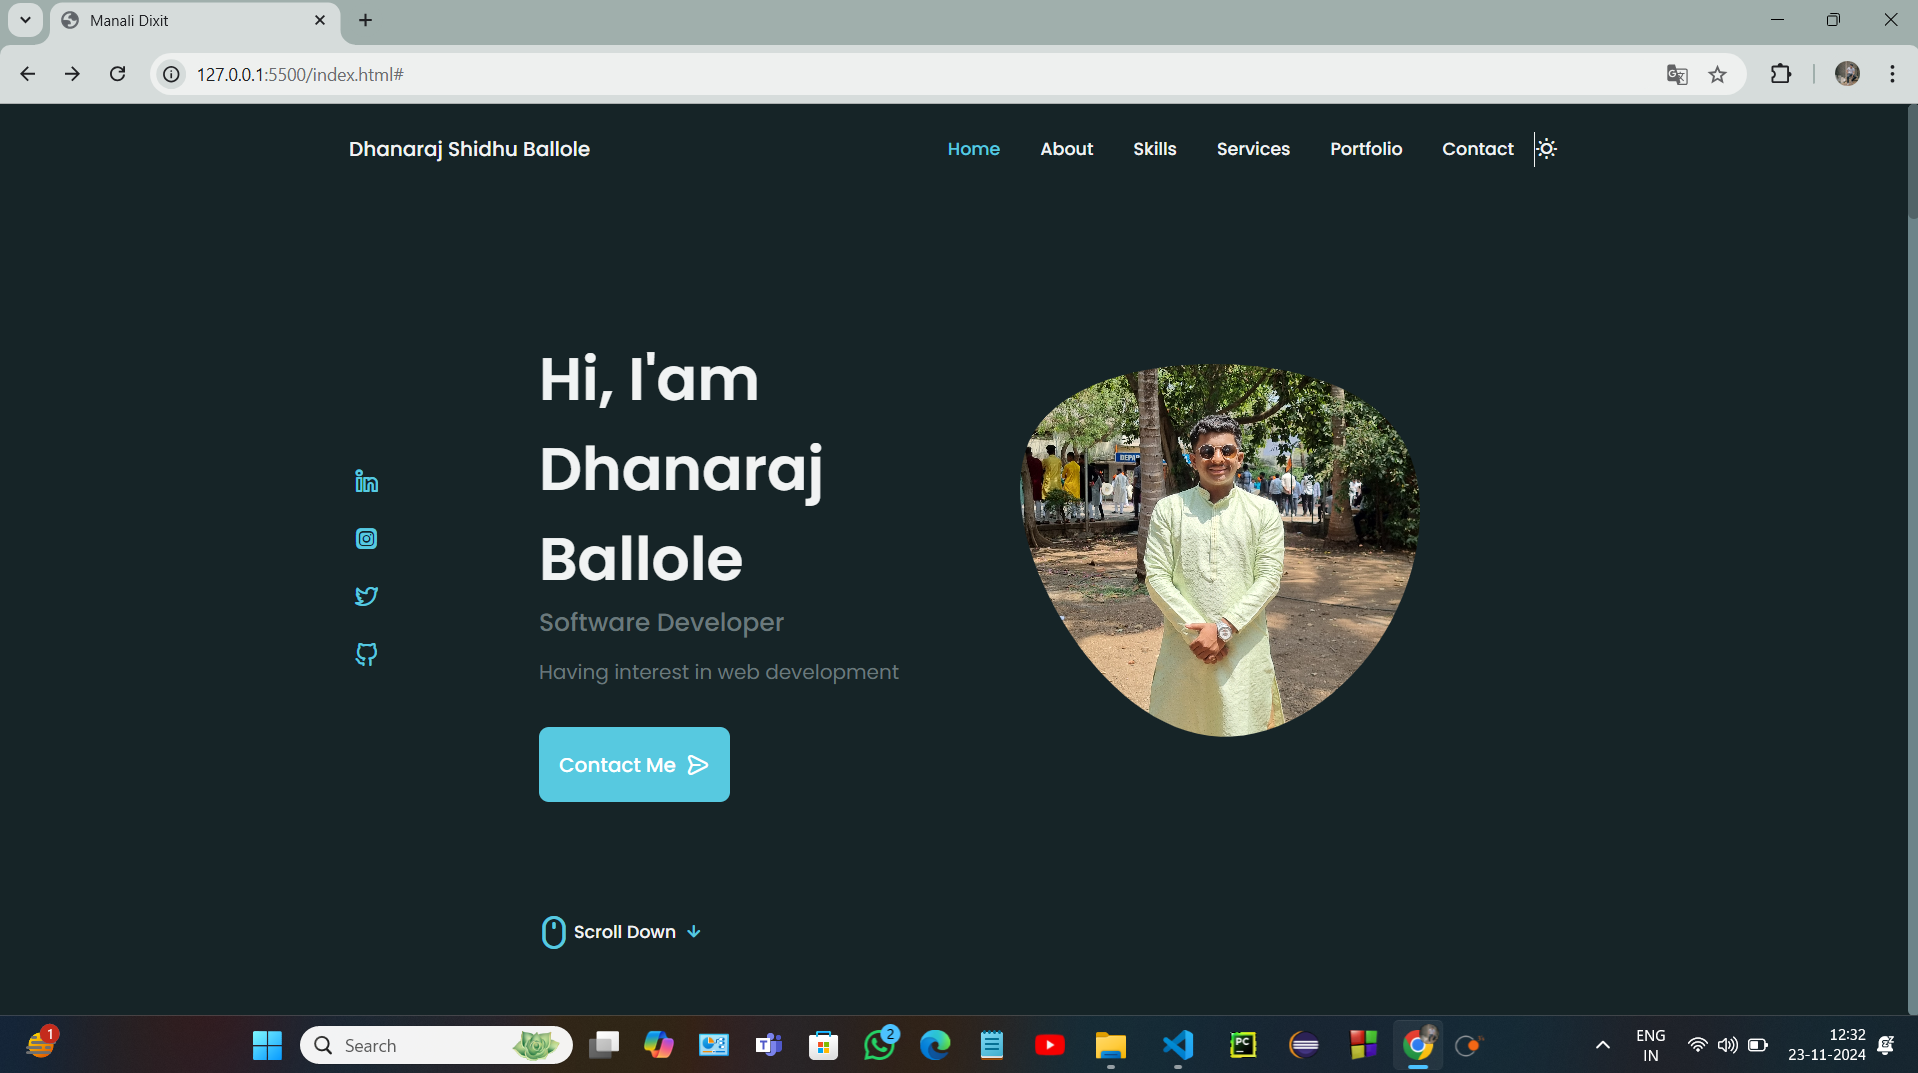 Manali Dixit
127.0.0.1:5500/index.html#
Dhanaraj Shidhu Ballole
Home About Skills Services Portfolio Contact
Hi, I'am
Dhanaraj
Ballole
Software Developer
Having interest in web development
Contact Me
Scroll Down
1
Search
T
2
PC
ENG
IN
12:32
23-11-2024